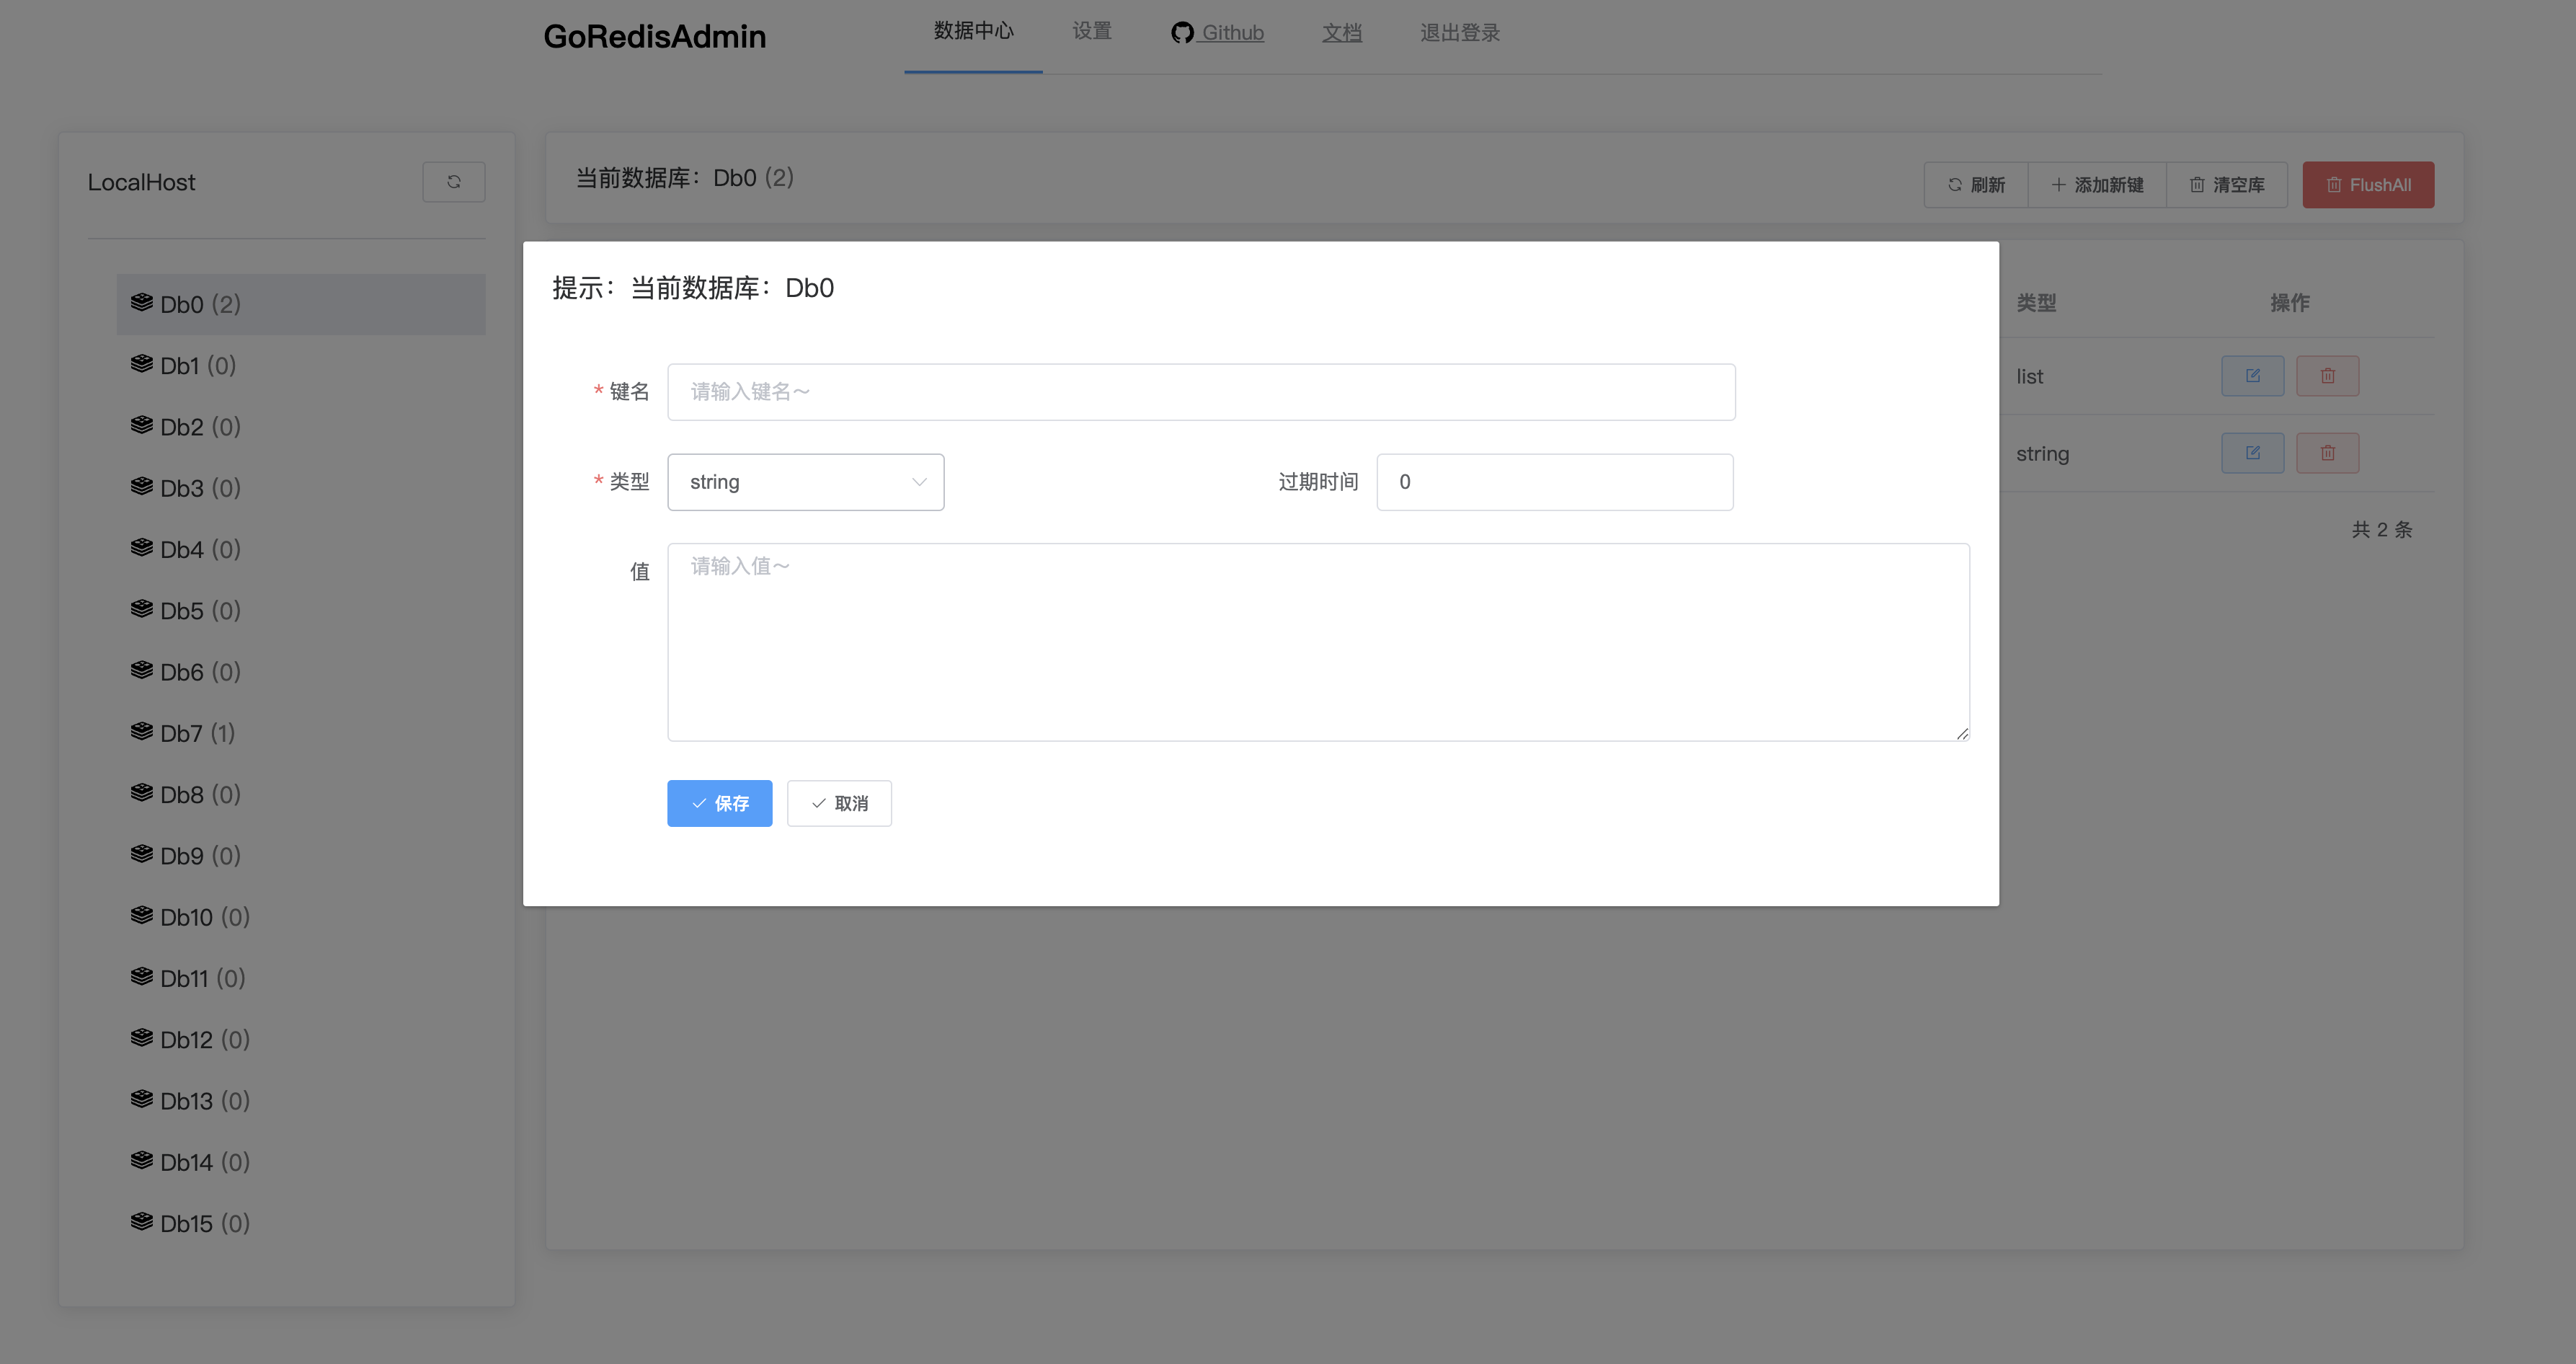 GoRedisAdmin
数据中心 设置 Github 文档 退出登录
LocalHost
Db0 (2)
Db1 (0)
Db2 (0)
Db3 (0)
Db4 (0)
Db5 (0)
Db6 (0)
Db7 (1)
Db8 (0)
Db9 (0)
Db10 (0)
Db11 (0)
Db12 (0)
Db13 (0)
Db14 (0)
Db15 (0)
当前数据库：Db0 (2)
刷新 添加新键 清空库 FlushAll
类型 操作
list
string
共 2 条
提示：当前数据库：Db0
* 键名 请输入键名～
* 类型 string 过期时间 0
值 请输入值～
保存 取消